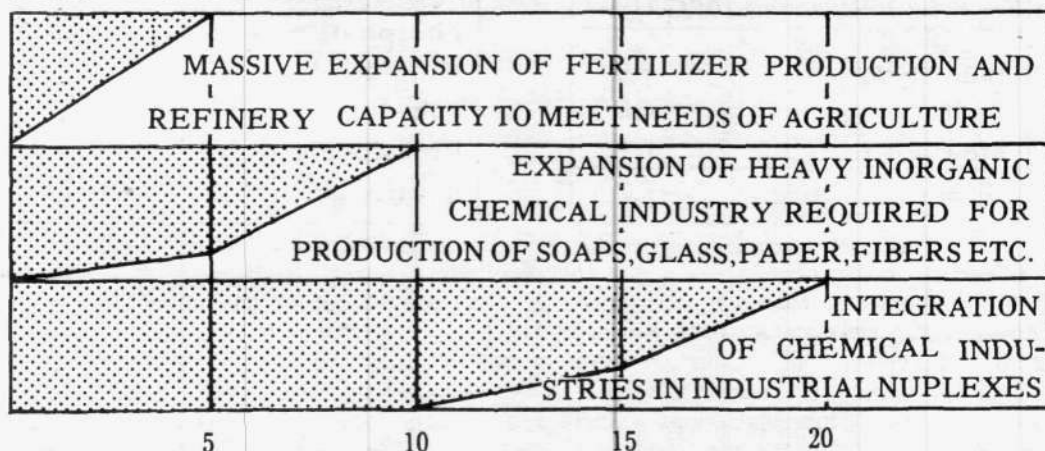 MASSIVE EXPANSION OF FERTILIZER PRODUCTION AND
REFINERY CAPACITY TO MEET NEEDS OF AGRICULTURE
EXPANSION OF HEAVY INORGANIC
CHEMICAL INDUSTRY REQUIRED FOR
PRODUCTION OF SOAPS, GLASS, PAPER, FIBERS ETC.
INTEGRATION
OF CHEMICAL INDU-
STRIES IN INDUSTRIAL NUPLEXES
5 10 15 20